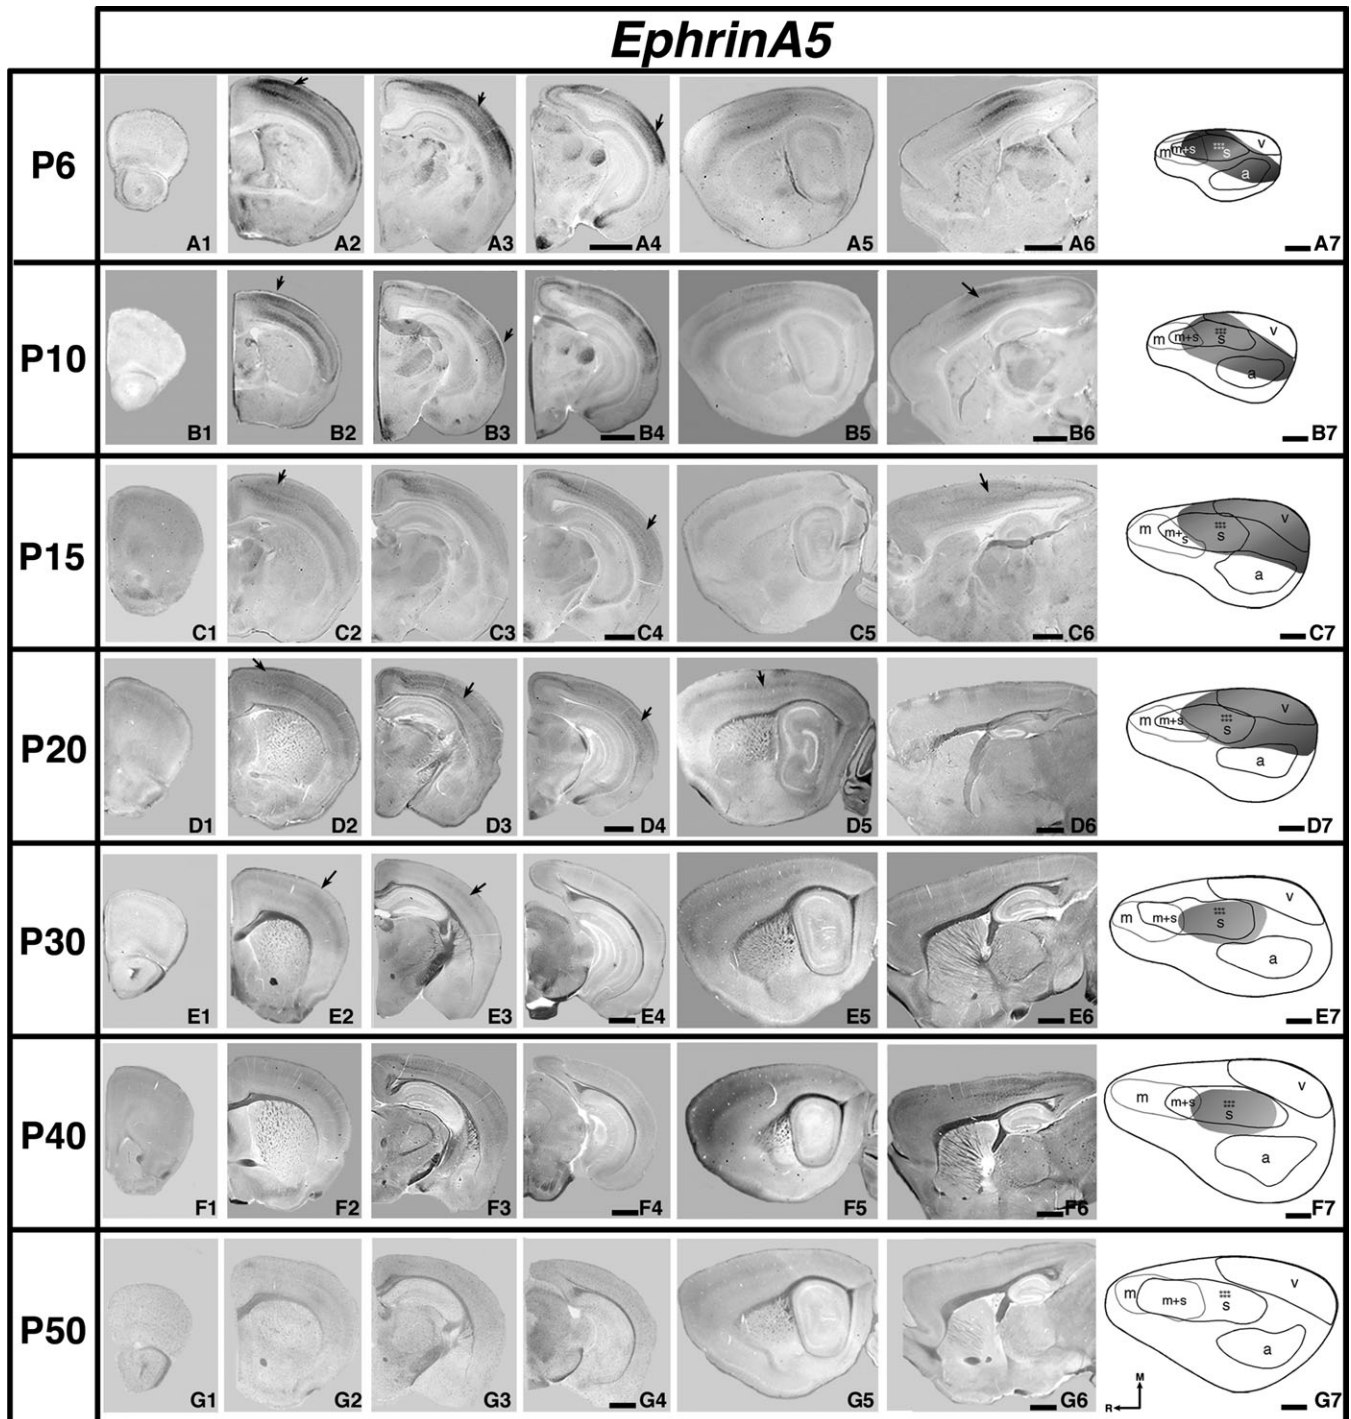 EphrinA5
P6
A1 A2 A3 A4 A5 A6 A7
m m+s s v a
P10
B1 B2 B3 B4 B5 B6 B7
m m+s s v a
P15
C1 C2 C3 C4 C5 C6 C7
m m+s s v a
P20
D1 D2 D3 D4 D5 D6 D7
m m+s s v a
P30
E1 E2 E3 E4 E5 E6 E7
m m+s s v a
P40
F1 F2 F3 F4 F5 F6 F7
m m+s s v a
P50
G1 G2 G3 G4 G5 G6 G7
m m+s s v a
M
R